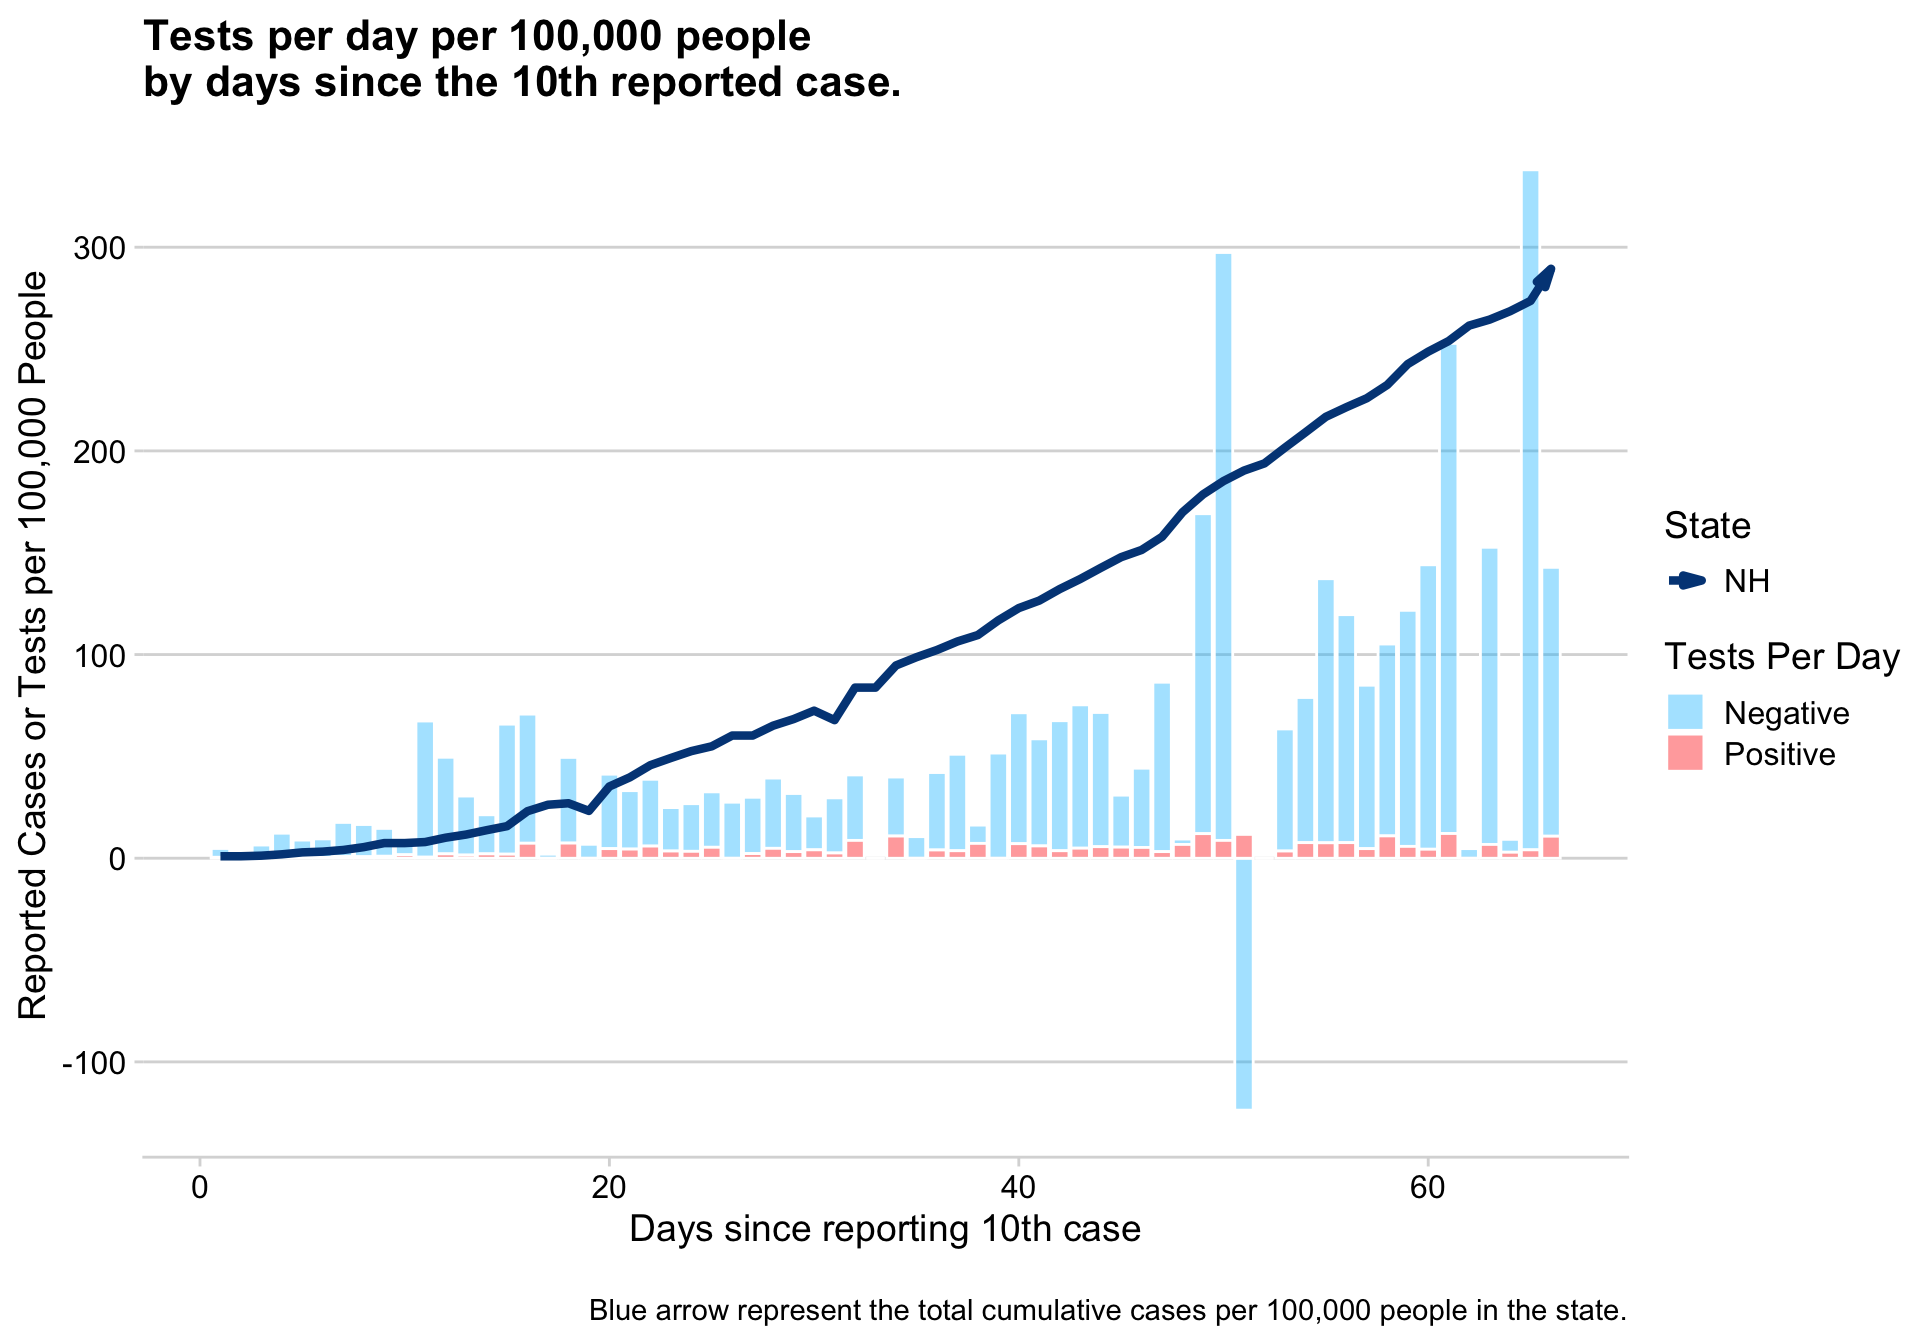 Tests per day per 100,000 people
by days since the 10th reported case.
Reported Cases or Tests per 100,000 People
300
200
100
0
-100
0
20
40
60
Days since reporting 10th case
State
NH
Tests Per Day
Negative
Positive
Blue arrow represent the total cumulative cases per 100,000 people in the state.